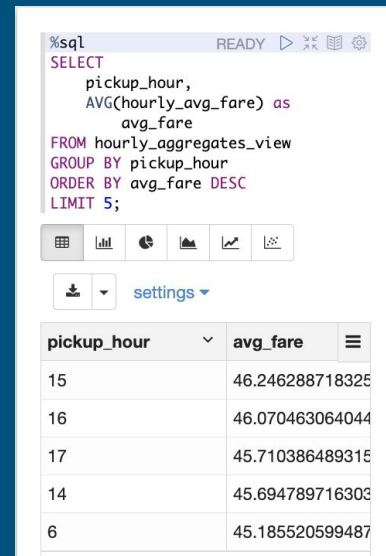 %sql READY
SELECT
pickup_hour,
AVG(hourly_avg_fare) as
avg_fare
FROM hourly_aggregates_view
GROUP BY pickup_hour
ORDER BY avg_fare DESC
LIMIT 5;
settings
pickup_hour avg_fare
15 46.246288718325
16 46.070463064044
17 45.710386489315
14 45.694789716303
6 45.185520599487